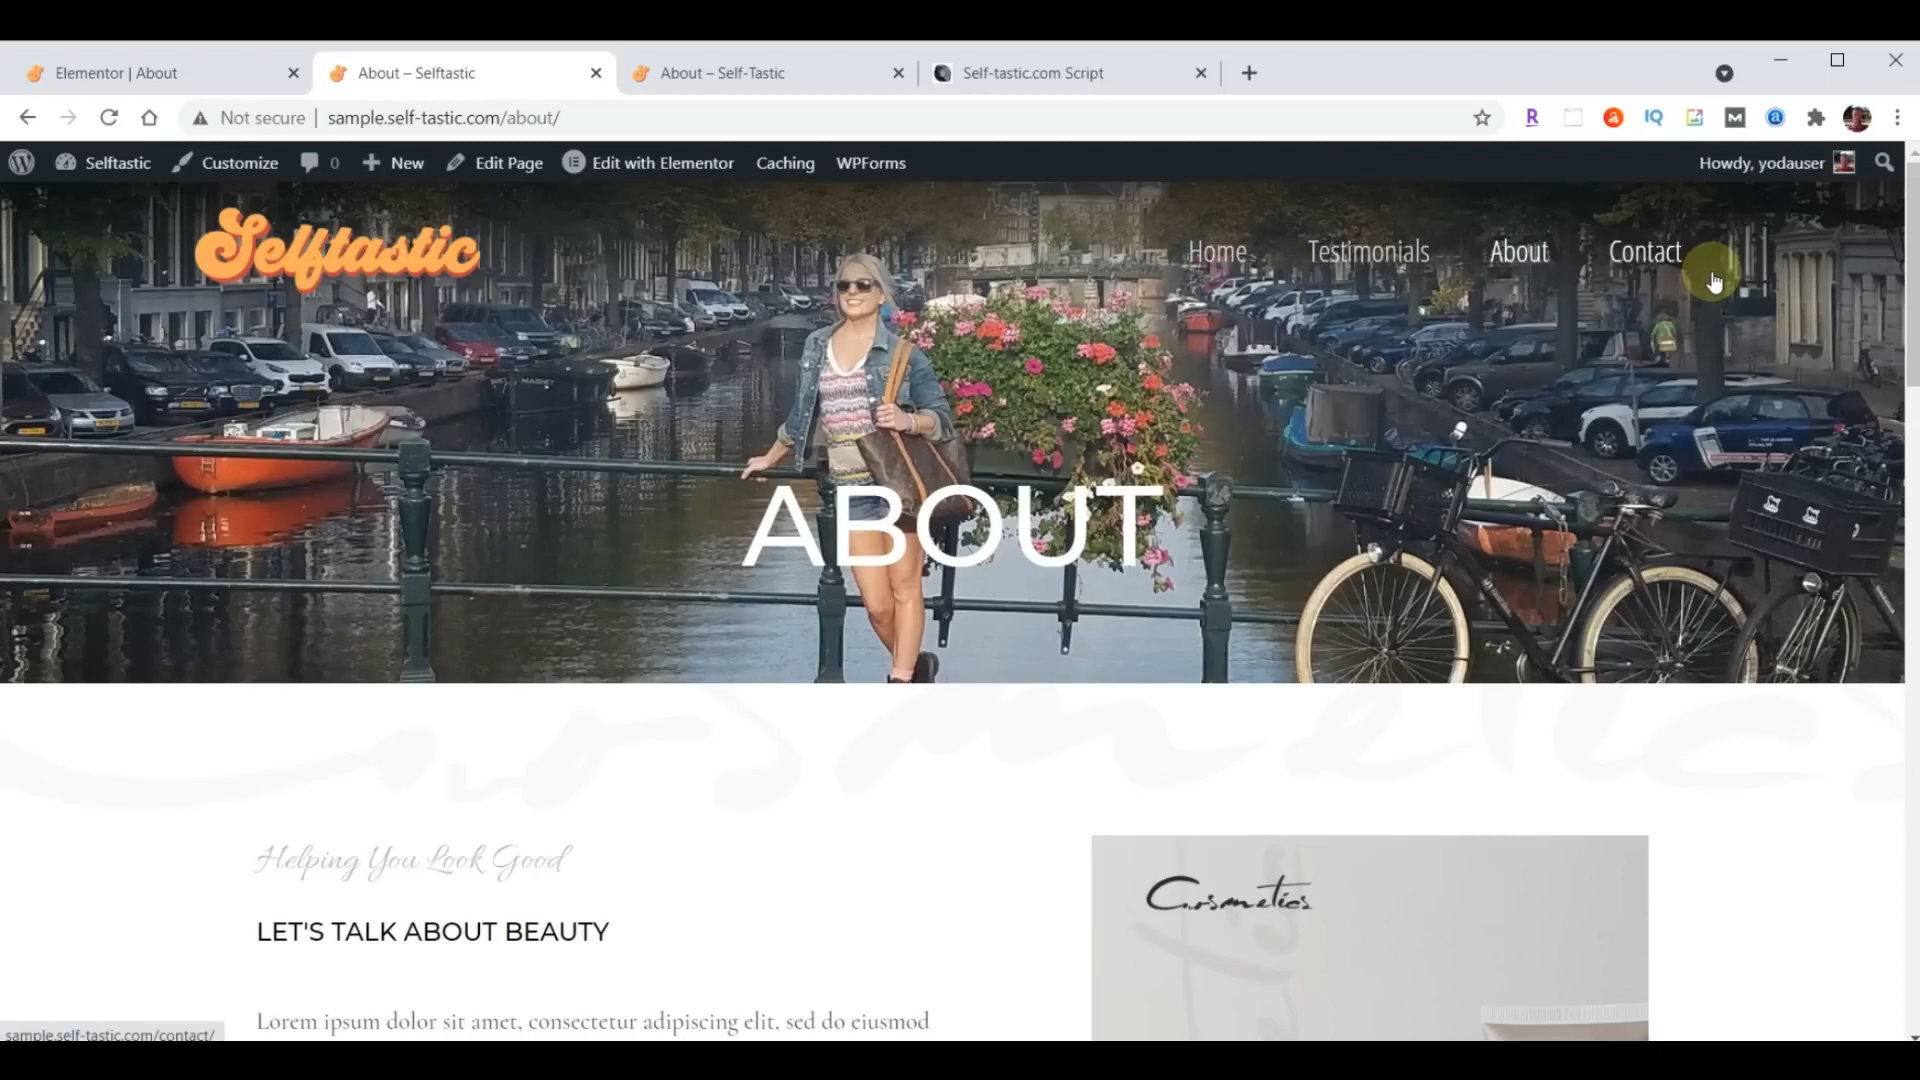 Elementor | About
About – Selftastic
About – Self-Tastic
Self-tastic.com Script
Not secure | sample.self-tastic.com/about/
R
IQ
M
a
Selftastic
Customize
0
New
Edit Page
Edit with Elementor
Caching
WPForms
Howdy, yodauser
Selftastic
Home
Testimonials
About
Contact
ABOUT
Cosmetics
Helping You Look Good
LET'S TALK ABOUT BEAUTY
Lorem ipsum dolor sit amet, consectetur adipiscing elit, sed do eiusmod
Cosmetics
sample.self-tastic.com/contact/